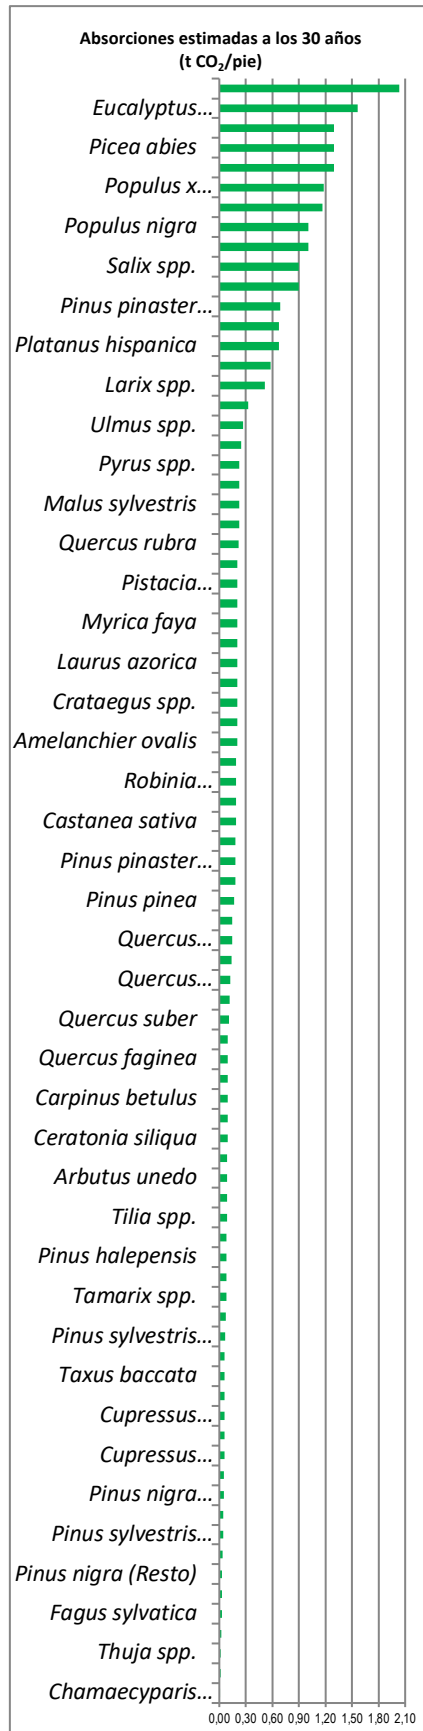 Absorciones estimadas a los 30 años
(t CO₂/pie)
Eucalyptus...
Picea abies
Populus x...
Populus nigra
Salix spp.
Pinus pinaster...
Platanus hispanica
Larix spp.
Ulmus spp.
Pyrus spp.
Malus sylvestris
Quercus rubra
Pistacia...
Myrica faya
Laurus azorica
Crataegus spp.
Amelanchier ovalis
Robinia...
Castanea sativa
Pinus pinaster...
Pinus pinea
Quercus...
Quercus...
Quercus suber
Quercus faginea
Carpinus betulus
Ceratonia siliqua
Arbutus unedo
Tilia spp.
Pinus halepensis
Tamarix spp.
Pinus sylvestris...
Taxus baccata
Cupressus...
Cupressus...
Pinus nigra...
Pinus sylvestris...
Pinus nigra (Resto)
Fagus sylvatica
Thuja spp.
Chamaecyparis...
0,00 0,30 0,60 0,90 1,20 1,50 1,80 2,10